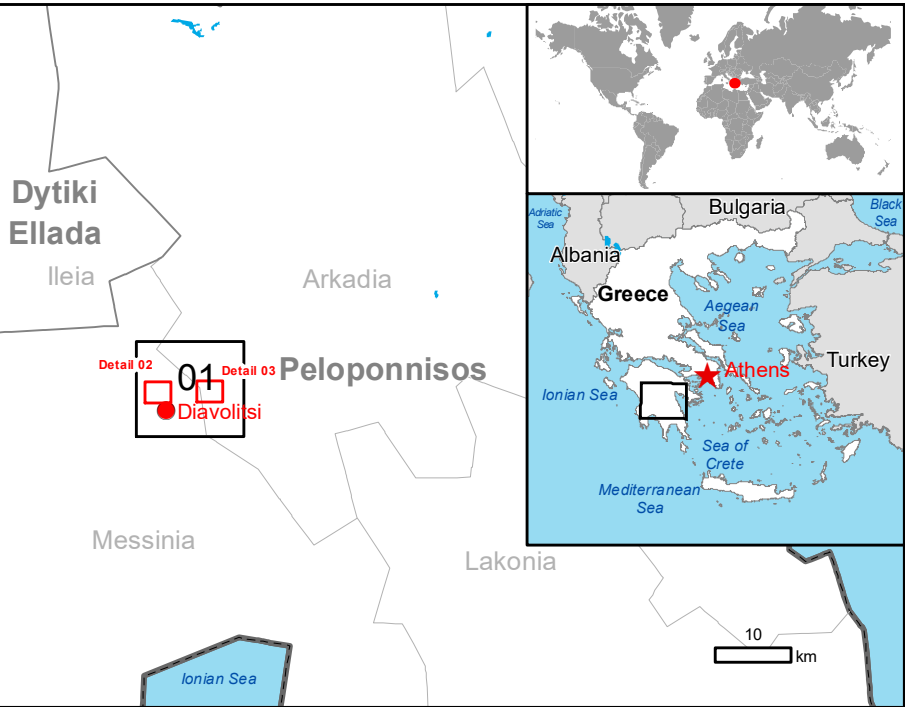 Dytiki
Ellada
Ileia
Arkadia
Detail 02
01
Detail 03
Peloponnisos
Diavolitsi
Messinia
Lakonia
Ionian Sea
10
km
Adriatic
Sea
Bulgaria
Black
Sea
Albania
Greece
Aegean
Sea
Turkey
Athens
Ionian Sea
Sea of
Crete
Mediterranean
Sea